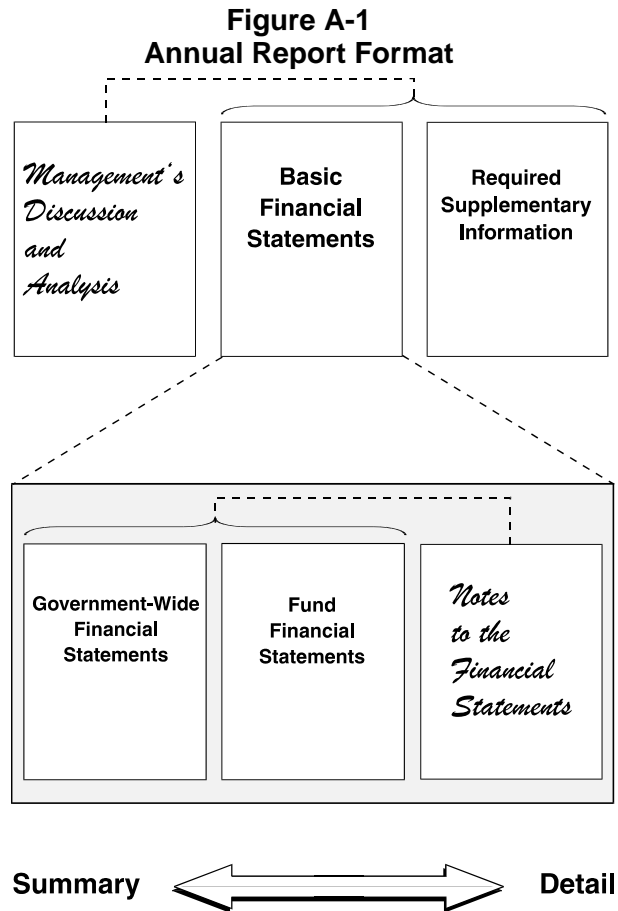 Figure A-1
Annual Report Format
Management's
Discussion
and
Analysis
Basic
Financial
Statements
Required
Supplementary
Information
Government-Wide
Financial
Statements
Fund
Financial
Statements
Notes
to the
Financial
Statements
Summary
Detail